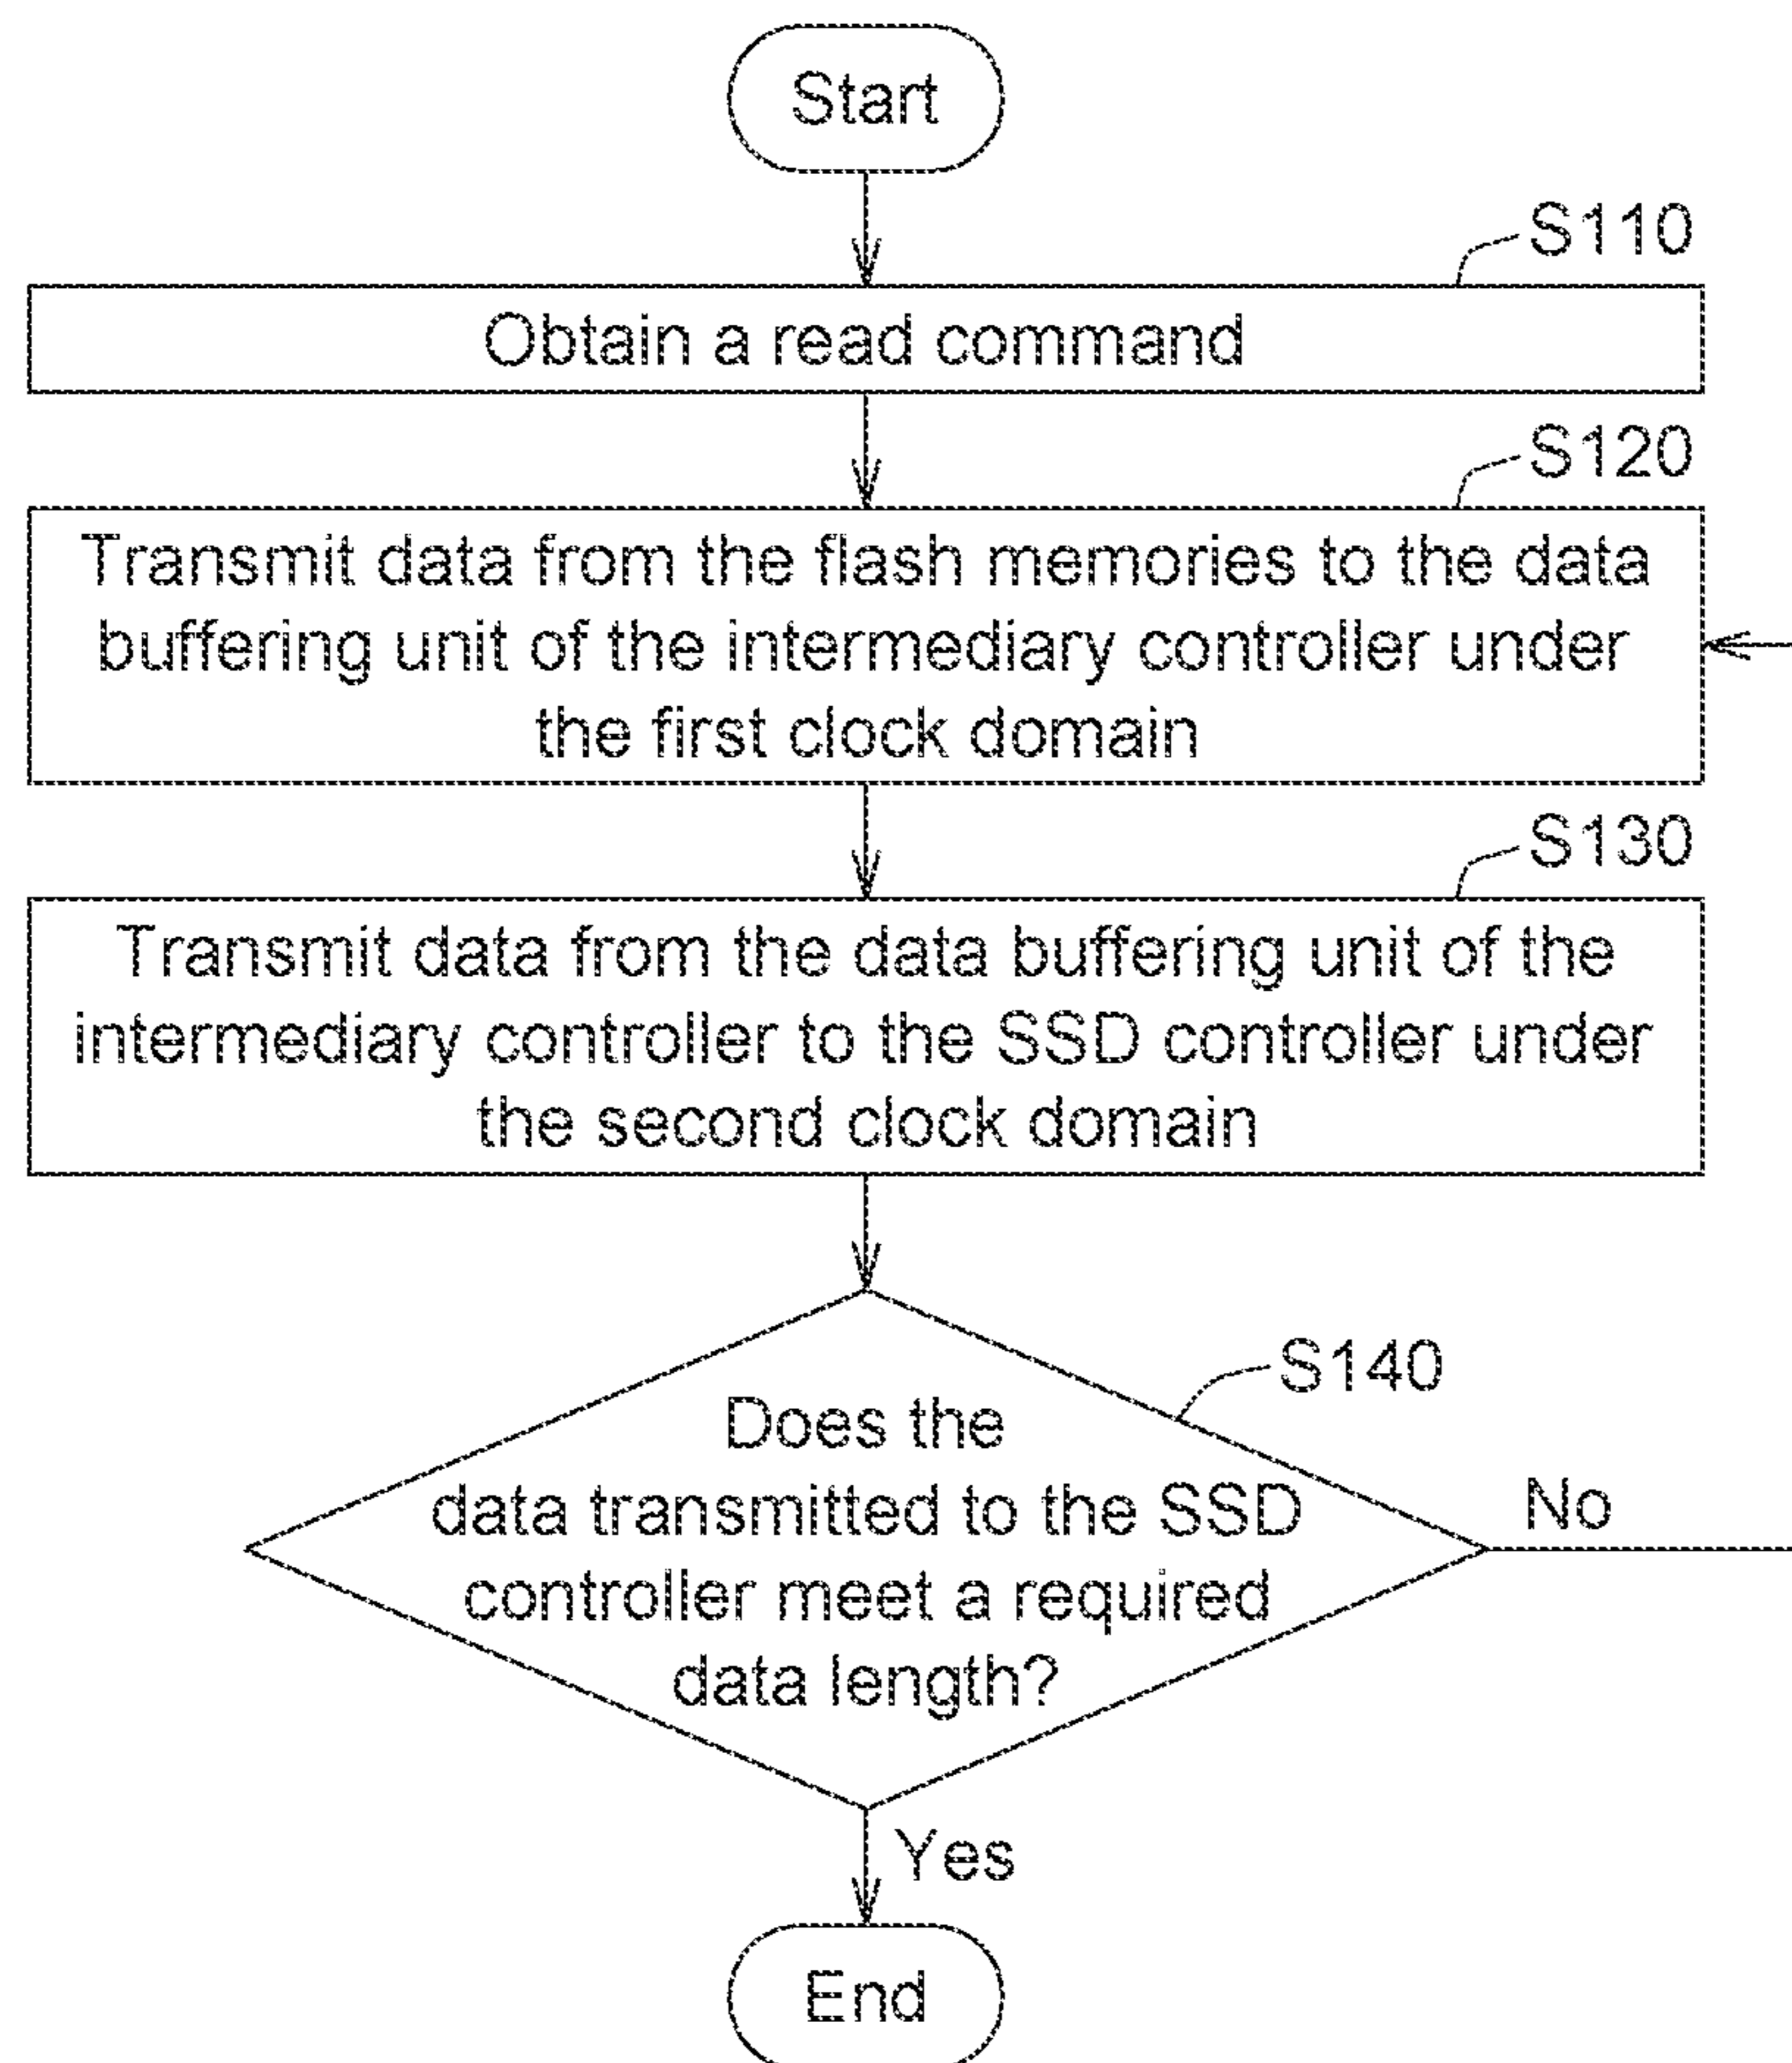 Start
S110
Obtain a read command
S120
Transmit data from the flash memories to the data
buffering unit of the intermediary controller under
the first clock domain
S130
Transmit data from the data buffering unit of the
intermediary controller to the SSD controller under
the second clock domain
S140
Does the
data transmitted to the SSD
controller meet a required
data length?
No
Yes
End